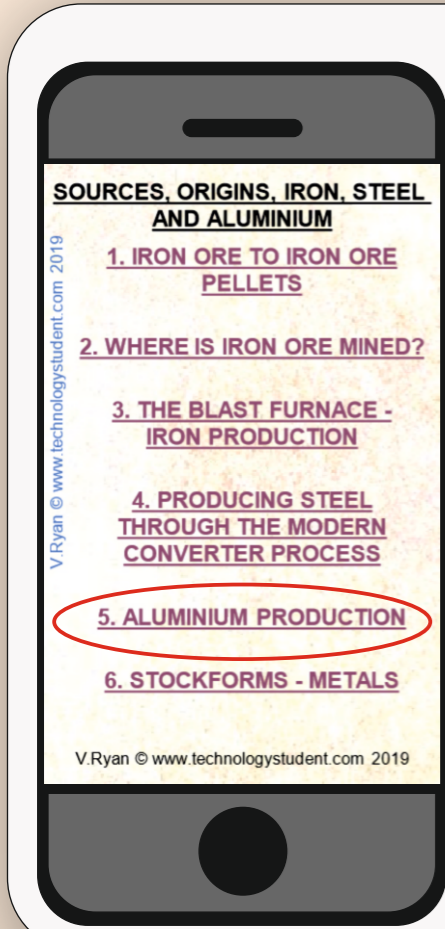 SOURCES, ORIGINS, IRON, STEEL
AND ALUMINIUM
1. IRON ORE TO IRON ORE
PELLETS
2. WHERE IS IRON ORE MINED?
3. THE BLAST FURNACE -
IRON PRODUCTION
4. PRODUCING STEEL
THROUGH THE MODERN
CONVERTER PROCESS
5. ALUMINIUM PRODUCTION
6. STOCKFORMS - METALS
V.Ryan © www.technologystudent.com 2019
V.Ryan © www.technologystudent.com 2019